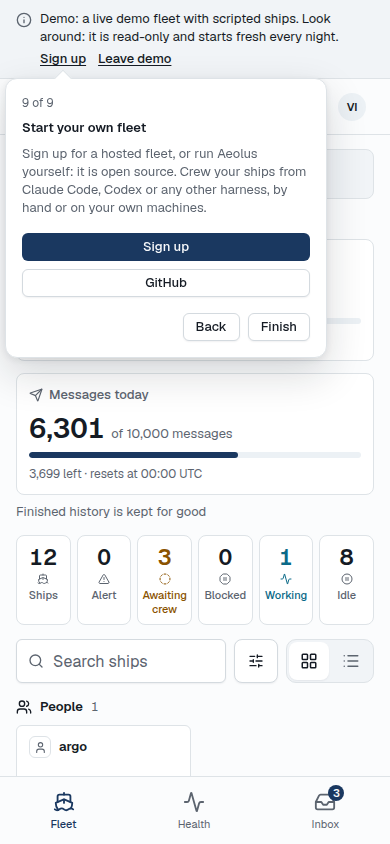 Demo: a live demo fleet with scripted ships. Look
around: it is read-only and starts fresh every night.
Sign up Leave demo
9 of 9
VI
Start your own fleet
Sign up for a hosted fleet, or run Aeolus
yourself: it is open source. Crew your ships from
Claude Code, Codex or any other harness, by
hand or on your own machines.
Sign up
GitHub
Back Finish
Messages today
6,301 of 10,000 messages
3,699 left · resets at 00:00 UTC
Finished history is kept for good
12 0 3 0 1 8
Ships Alert Awaiting crew Blocked Working Idle
Search ships
People 1
argo
3
Fleet Health Inbox